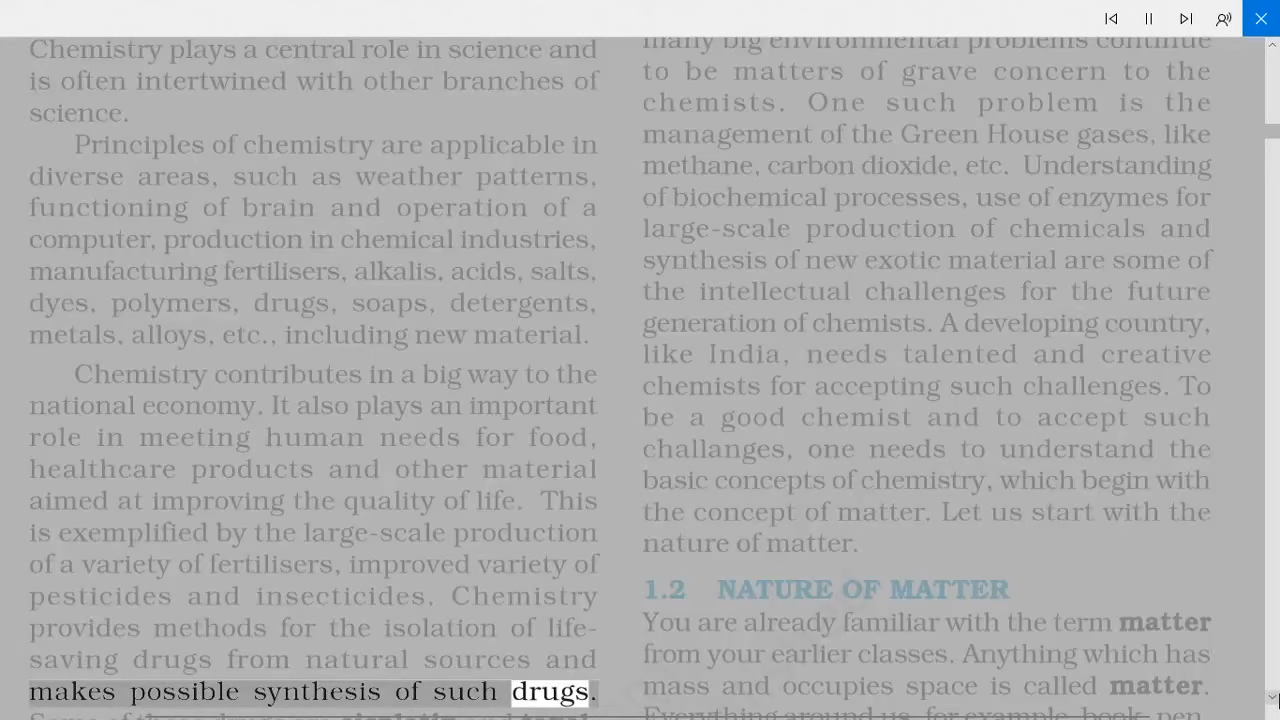 Chemistry plays a central role in science and
is often intertwined with other branches of
science.
Principles of chemistry are applicable in
diverse areas, such as weather patterns,
functioning of brain and operation of a
computer, production in chemical industries,
manufacturing fertilisers, alkalis, acids, salts,
dyes, polymers, drugs, soaps, detergents,
metals, alloys, etc., including new material.
Chemistry contributes in a big way to the
national economy. It also plays an important
role in meeting human needs for food,
healthcare products and other material
aimed at improving the quality of life. This
is exemplified by the large-scale production
of a variety of fertilisers, improved variety of
pesticides and insecticides. Chemistry
provides methods for the isolation of life-
saving drugs from natural sources and
makes possible synthesis of such drugs.
many big environmental problems continue
to be matters of grave concern to the
chemists. One such problem is the
management of the Green House gases, like
methane, carbon dioxide, etc. Understanding
of biochemical processes, use of enzymes for
large-scale production of chemicals and
synthesis of new exotic material are some of
the intellectual challenges for the future
generation of chemists. A developing country,
like India, needs talented and creative
chemists for accepting such challenges. To
be a good chemist and to accept such
challanges, one needs to understand the
basic concepts of chemistry, which begin with
the concept of matter. Let us start with the
nature of matter.
1.2 NATURE OF MATTER
You are already familiar with the term matter
from your earlier classes. Anything which has
mass and occupies space is called matter.
Everything around us, for example, book, pen,